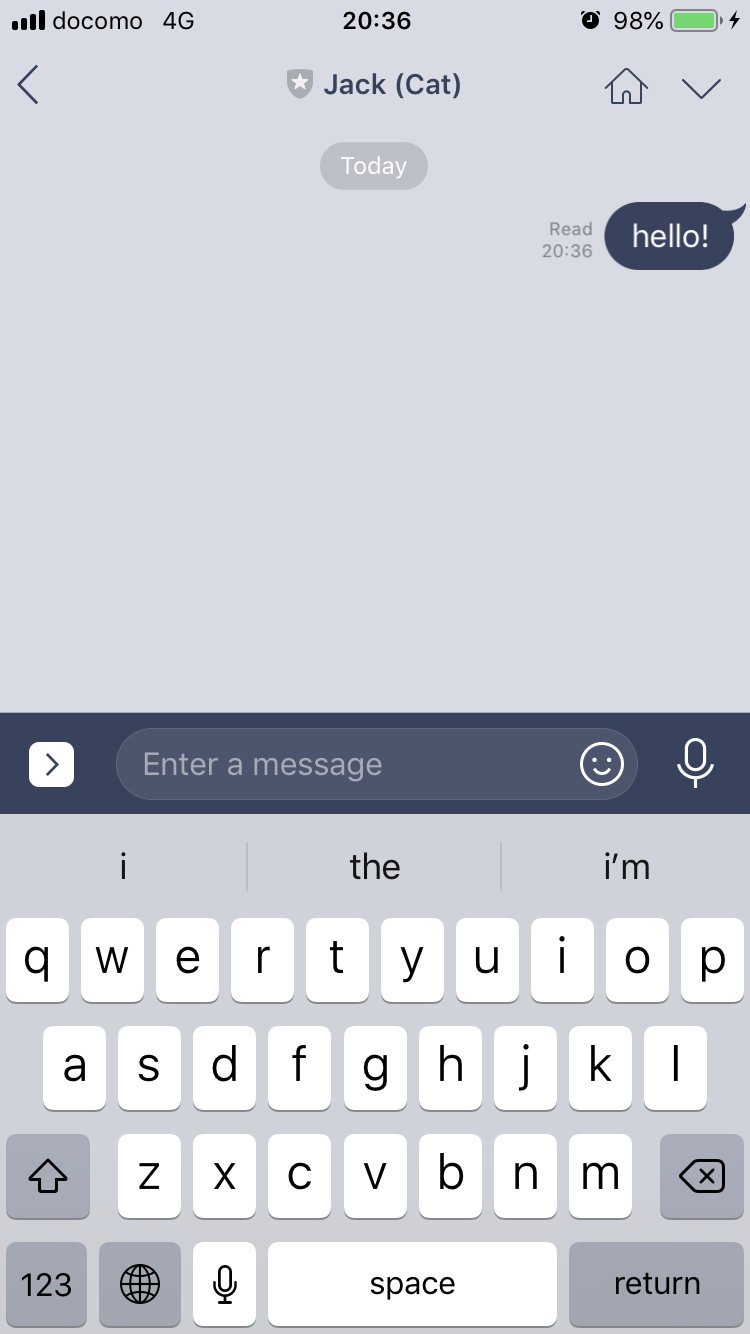 docomo 4G 20:36 98%
Jack (Cat)
Today
Read
20:36
hello!
Enter a message
i the i'm
q w e r t y u i o p
a s d f g h j k l
z x c v b n m
123 space return